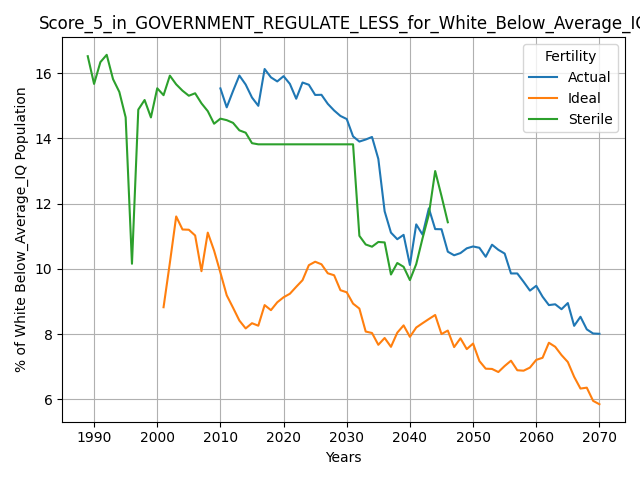 Score_5_in_GOVERNMENT_REGULATE_LESS_for_White_Below_Average_IQ
% of White Below_Average_IQ Population
16
14
12
10
8
6
Fertility
Actual
Ideal
Sterile
1990 2000 2010 2020 2030 2040 2050 2060 2070
Years